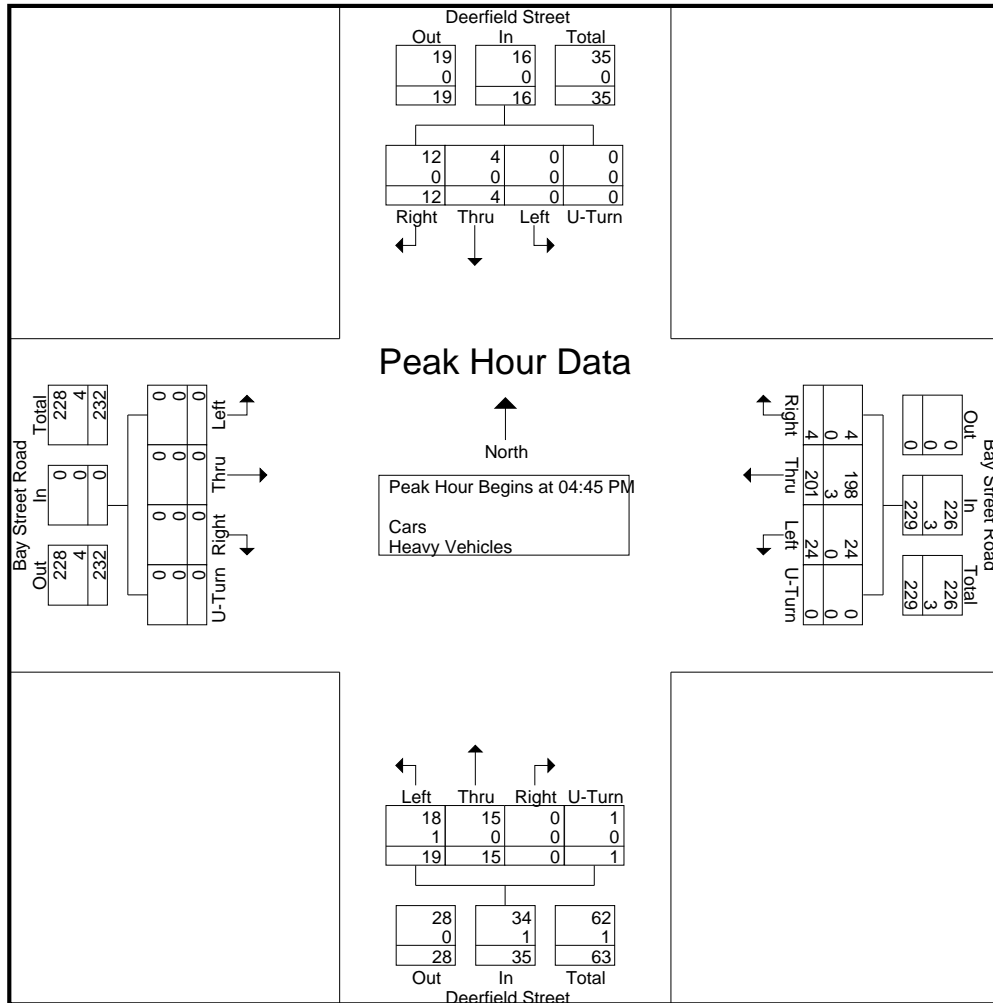 Deerfield Street
Out In Total
19 16 35
0 0 0
19 16 35
12 4 0 0
0 0 0 0
12 4 0 0
Right Thru Left U-Turn
Peak Hour Data
North
Peak Hour Begins at 04:45 PM
Cars
Heavy Vehicles
Bay Street Road
Out In Total
232 0 232
4 0 4
228 0 228
Left Thru Right U-Turn
0 0 0 0
0 0 0 0
0 0 0 0
Bay Street Road
Out In Total
0 226 226
0 3 3
0 229 229
Right Thru Left U-Turn
4 198 24 0
0 3 0 0
4 201 24 0
Left Thru Right U-Turn
18 15 0 1
1 0 0 0
19 15 0 1
28 34 62
0 1 1
28 35 63
Out In Total
Deerfield Street